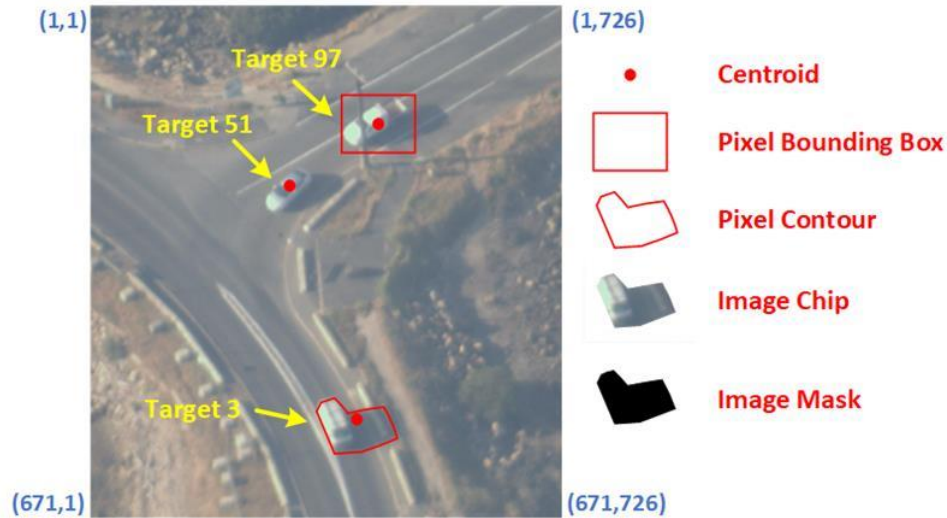 (1,1)
(1,726)
Target 97
Target 51
Target 3
(671,1)
(671,726)
Centroid
Pixel Bounding Box
Pixel Contour
Image Chip
Image Mask